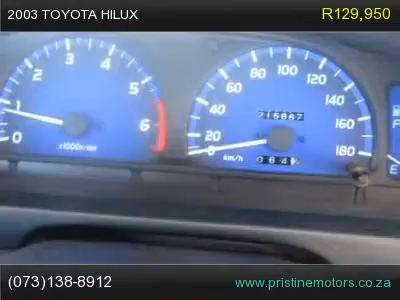 2003 TOYOTA HILUX
R129,950
0 1 2 3 4 5 6
x1000r/min
0 20 40 60 80 100 120 140 160 180
km/h
216867
F
E
(073)138-8912
www.pristinemotors.co.za